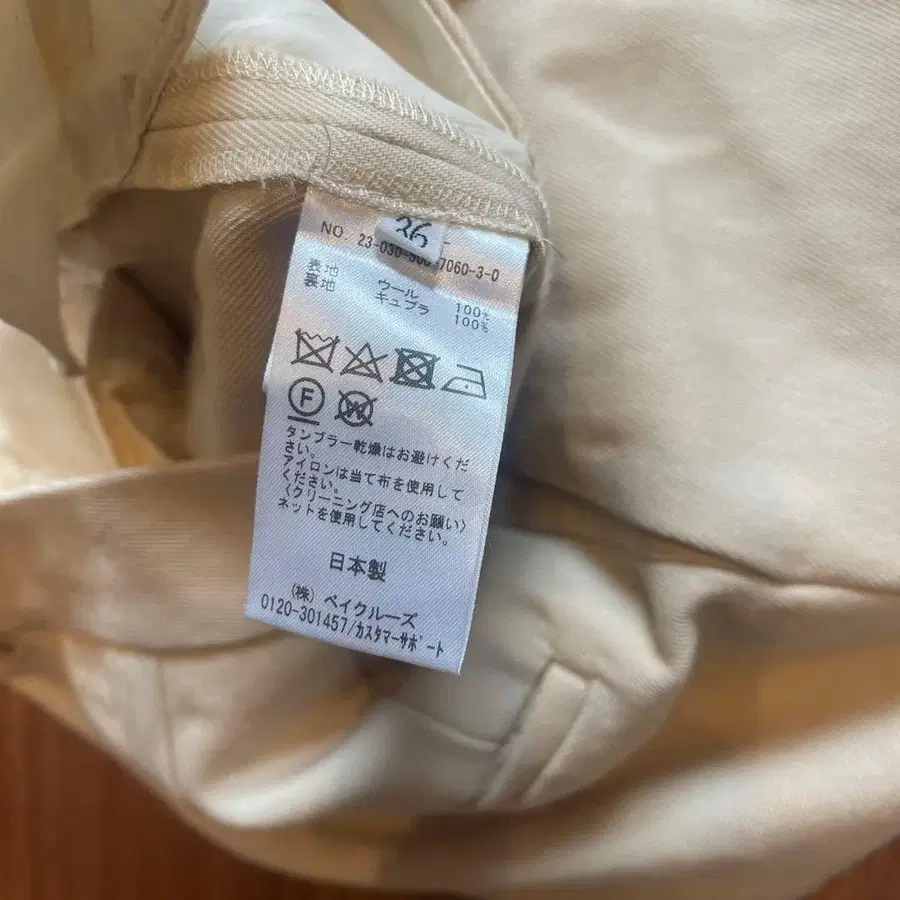 36
NO. 23-030-500-7060-3-0
表地 ウール 100%
裏地 キュプラ 100%
F
W
タンブラー乾燥はお避けくだ
さい。
アイロンは当て布を使用して
ください。
〈クリーニング店へのお願い〉
ネットを使用してください。
日本製
(株) ベイクルーズ
0120-301457/カスタマーサポート